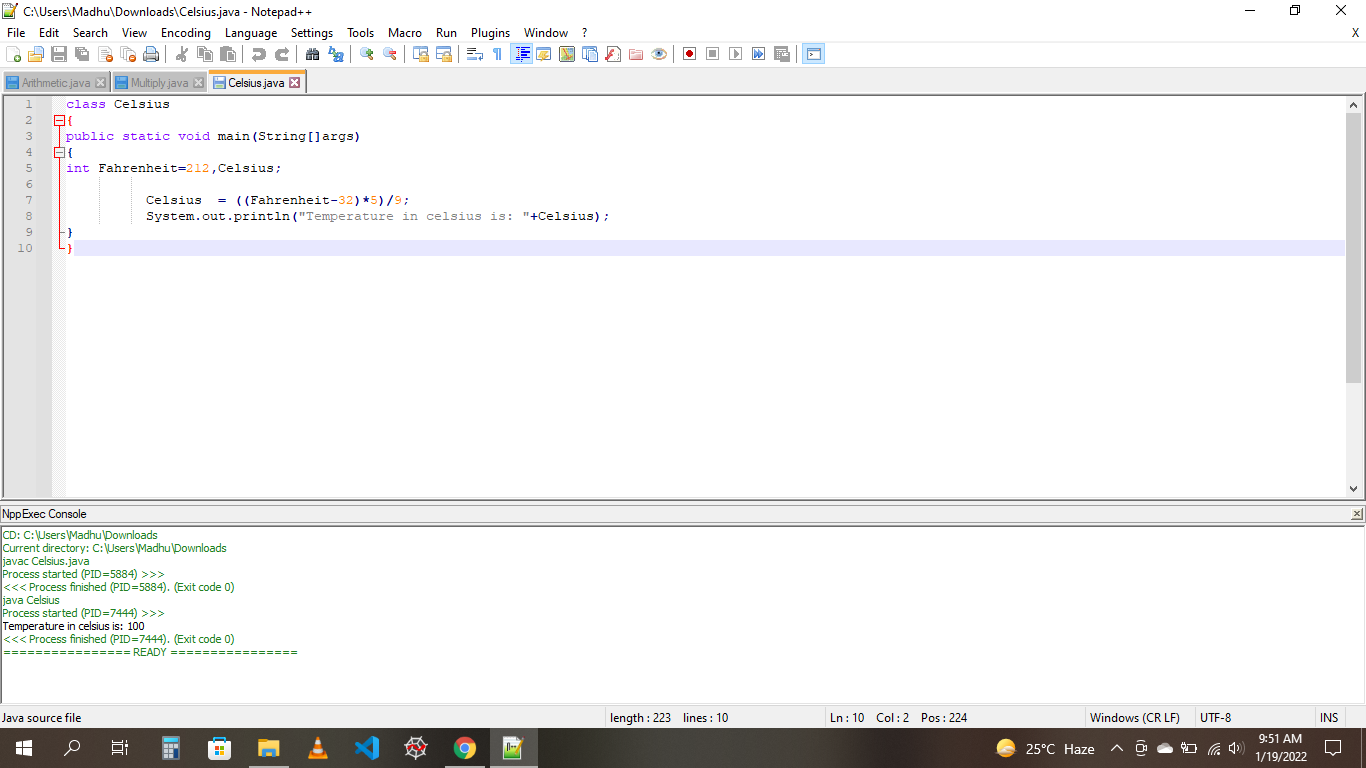 C:\Users\Madhu\Downloads\Celsius.java - Notepad++
File Edit Search View Encoding Language Settings Tools Macro Run Plugins Window ? X
Arithmetic.java Multiply.java Celsius.java
1 class Celsius
2 {
3 public static void main(String[]args)
4 {
5 int Fahrenheit=212,Celsius;
6
7 Celsius = ((Fahrenheit-32)*5)/9;
8 System.out.println("Temperature in celsius is: "+Celsius);
9 }
10 }
NppExec Console
CD: C:\Users\Madhu\Downloads
Current directory: C:\Users\Madhu\Downloads
javac Celsius.java
Process started (PID=5884) >>>
<<< Process finished (PID=5884). (Exit code 0)
java Celsius
Process started (PID=7444) >>>
Temperature in celsius is: 100
<<< Process finished (PID=7444). (Exit code 0)
================ READY ================
Java source file length : 223 lines : 10 Ln : 10 Col : 2 Pos : 224 Windows (CR LF) UTF-8 INS
25°C Haze 9:51 AM
1/19/2022